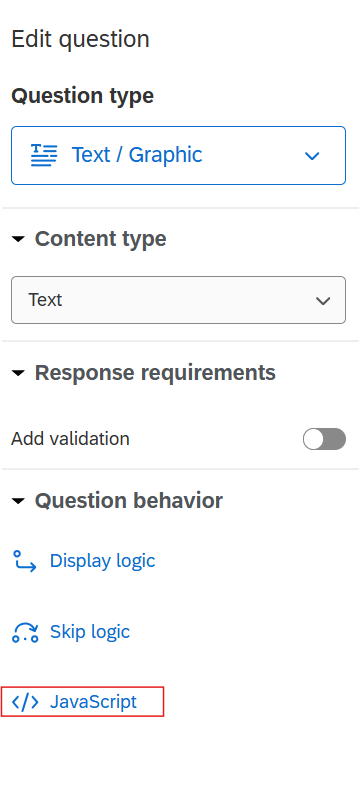 Edit question
Question type
Text / Graphic
Content type
Text
Response requirements
Add validation
Question behavior
Display logic
Skip logic
</> JavaScript